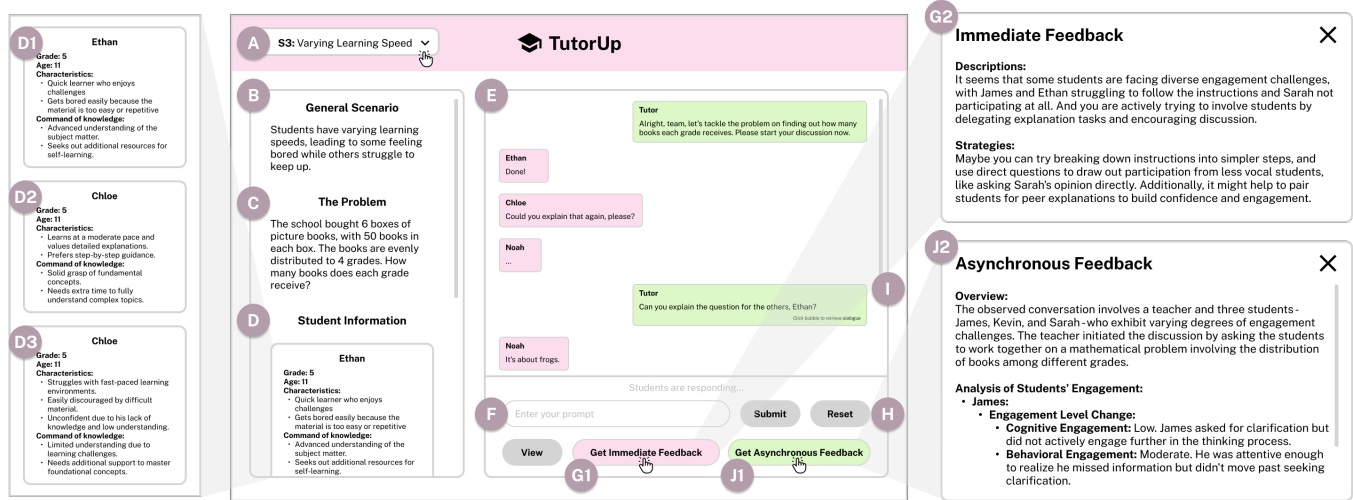 D1
Ethan
Grade: 5
Age: 11
Characteristics:
• Quick learner who enjoys
challenges
• Gets bored easily because the
material is too easy or repetitive
Command of knowledge:
• Advanced understanding of the
subject matter.
• Seeks out additional resources for
self-learning.
D2
Chloe
Grade: 5
Age: 11
Characteristics:
• Learns at a moderate pace and
values detailed explanations.
• Prefers step-by-step guidance.
Command of knowledge:
• Solid grasp of fundamental
concepts.
• Needs extra time to fully
understand complex topics.
D3
Chloe
Grade: 5
Age: 11
Characteristics:
• Struggles with fast-paced learning
environments.
• Easily discouraged by difficult
material.
• Unconfident due to his lack of
knowledge and low understanding.
Command of knowledge:
• Limited understanding due to
learning challenges.
• Needs additional support to master
foundational concepts.
A
S3: Varying Learning Speed
TutorUp
B
General Scenario
Students have varying learning
speeds, leading to some feeling
bored while others struggle to
keep up.
C
The Problem
The school bought 6 boxes of
picture books, with 50 books in
each box. The books are evenly
distributed to 4 grades. How
many books does each grade
receive?
D
Student Information
Ethan
Grade: 5
Age: 11
Characteristics:
• Quick learner who enjoys
challenges
• Gets bored easily because the
material is too easy or repetitive
Command of knowledge:
• Advanced understanding of the
subject matter.
• Seeks out additional resources for
self-learning.
E
Tutor
Alright, team, let's tackle the problem on finding out how many
books each grade receives. Please start your discussion now.
Ethan
Done!
Chloe
Could you explain that again, please?
Noah
...
I
Tutor
Can you explain the question for the others, Ethan?
Click bubble to retrieve dialogue
Noah
It's about frogs.
Students are responding...
F
Enter your prompt
Submit
Reset
H
View
Get Immediate Feedback
Get Asynchronous Feedback
G1
J1
G2
Immediate Feedback
Descriptions:
It seems that some students are facing diverse engagement challenges,
with James and Ethan struggling to follow the instructions and Sarah not
participating at all. And you are actively trying to involve students by
delegating explanation tasks and encouraging discussion.
Strategies:
Maybe you can try breaking down instructions into simpler steps, and
use direct questions to draw out participation from less vocal students,
like asking Sarah's opinion directly. Additionally, it might help to pair
students for peer explanations to build confidence and engagement.
J2
Asynchronous Feedback
Overview:
The observed conversation involves a teacher and three students -
James, Kevin, and Sarah - who exhibit varying degrees of engagement
challenges. The teacher initiated the discussion by asking the students
to work together on a mathematical problem involving the distribution
of books among different grades.
Analysis of Students' Engagement:
• James:
• Engagement Level Change:
• Cognitive Engagement: Low. James asked for clarification but
did not actively engage further in the thinking process.
• Behavioral Engagement: Moderate. He was attentive enough
to realize he missed information but didn't move past seeking
clarification.